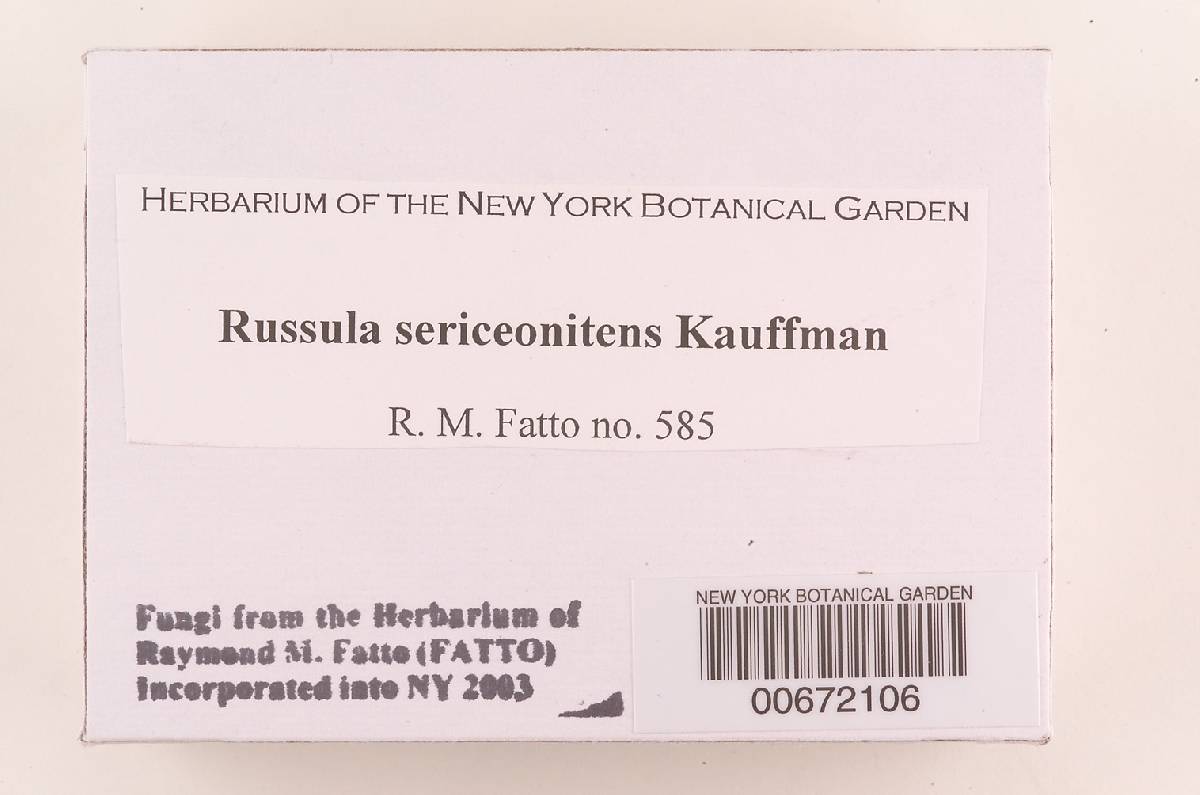 HERBARIUM OF THE NEW YORK BOTANICAL GARDEN
Russula sericeonitens Kauffman
R. M. Fatto no. 585
Fungi from the Herbarium of
Raymond M. Fatto (FATTO)
incorporated into NY 2003
NEW YORK BOTANICAL GARDEN
00672106